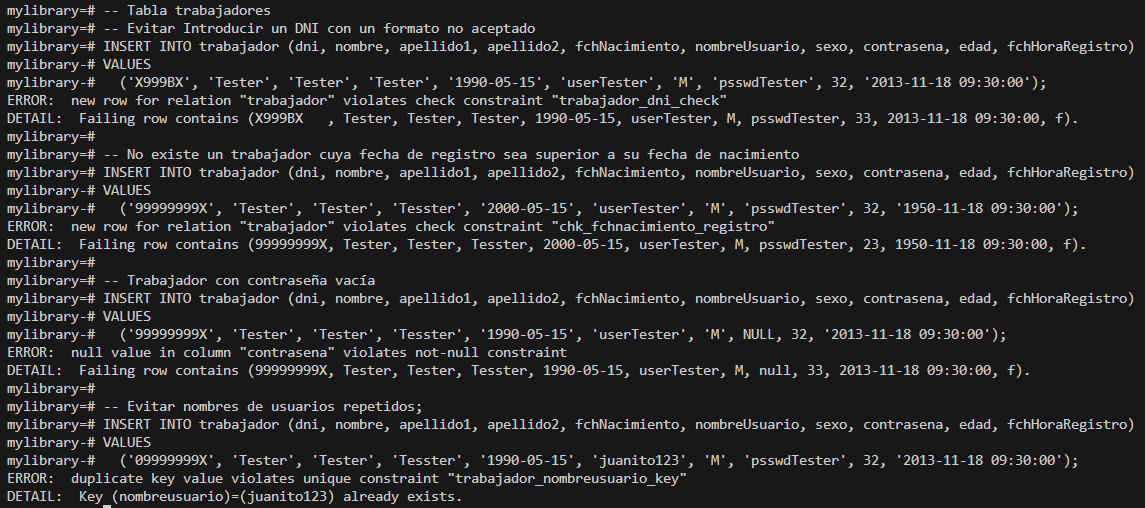 mylibrary=# -- Tabla trabajadores
mylibrary=# -- Evitar Introducir un DNI con un formato no aceptado
mylibrary=# INSERT INTO trabajador (dni, nombre, apellido1, apellido2, fchNacimiento, nombreUsuario, sexo, contrasena, edad, fchHoraRegistro)
mylibrary-# VALUES
mylibrary-#   ('X999BX', 'Tester', 'Tester', 'Tester', '1990-05-15', 'userTester', 'M', 'psswdTester', 32, '2013-11-18 09:30:00');
ERROR:  new row for relation "trabajador" violates check constraint "trabajador_dni_check"
DETAIL:  Failing row contains (X999BX   , Tester, Tester, Tester, 1990-05-15, userTester, M, psswdTester, 33, 2013-11-18 09:30:00, f).
mylibrary=#
mylibrary=# -- No existe un trabajador cuya fecha de registro sea superior a su fecha de nacimiento
mylibrary=# INSERT INTO trabajador (dni, nombre, apellido1, apellido2, fchNacimiento, nombreUsuario, sexo, contrasena, edad, fchHoraRegistro)
mylibrary-# VALUES
mylibrary-#   ('99999999X', 'Tester', 'Tester', 'Tesster', '2000-05-15', 'userTester', 'M', 'psswdTester', 32, '1950-11-18 09:30:00');
ERROR:  new row for relation "trabajador" violates check constraint "chk_fchnacimiento_registro"
DETAIL:  Failing row contains (99999999X, Tester, Tester, Tesster, 2000-05-15, userTester, M, psswdTester, 23, 1950-11-18 09:30:00, f).
mylibrary=#
mylibrary=# -- Trabajador con contraseña vacía
mylibrary=# INSERT INTO trabajador (dni, nombre, apellido1, apellido2, fchNacimiento, nombreUsuario, sexo, contrasena, edad, fchHoraRegistro)
mylibrary-# VALUES
mylibrary-#   ('99999999X', 'Tester', 'Tester', 'Tesster', '1990-05-15', 'userTester', 'M', NULL, 32, '2013-11-18 09:30:00');
ERROR:  null value in column "contrasena" violates not-null constraint
DETAIL:  Failing row contains (99999999X, Tester, Tester, Tesster, 1990-05-15, userTester, M, null, 33, 2013-11-18 09:30:00, f).
mylibrary=#
mylibrary=# -- Evitar nombres de usuarios repetidos;
mylibrary=# INSERT INTO trabajador (dni, nombre, apellido1, apellido2, fchNacimiento, nombreUsuario, sexo, contrasena, edad, fchHoraRegistro)
mylibrary-# VALUES
mylibrary-#   ('09999999X', 'Tester', 'Tester', 'Tesster', '1990-05-15', 'juanito123', 'M', 'psswdTester', 32, '2013-11-18 09:30:00');
ERROR:  duplicate key value violates unique constraint "trabajador_nombreusuario_key"
DETAIL:  Key (nombreusuario)=(juanito123) already exists.